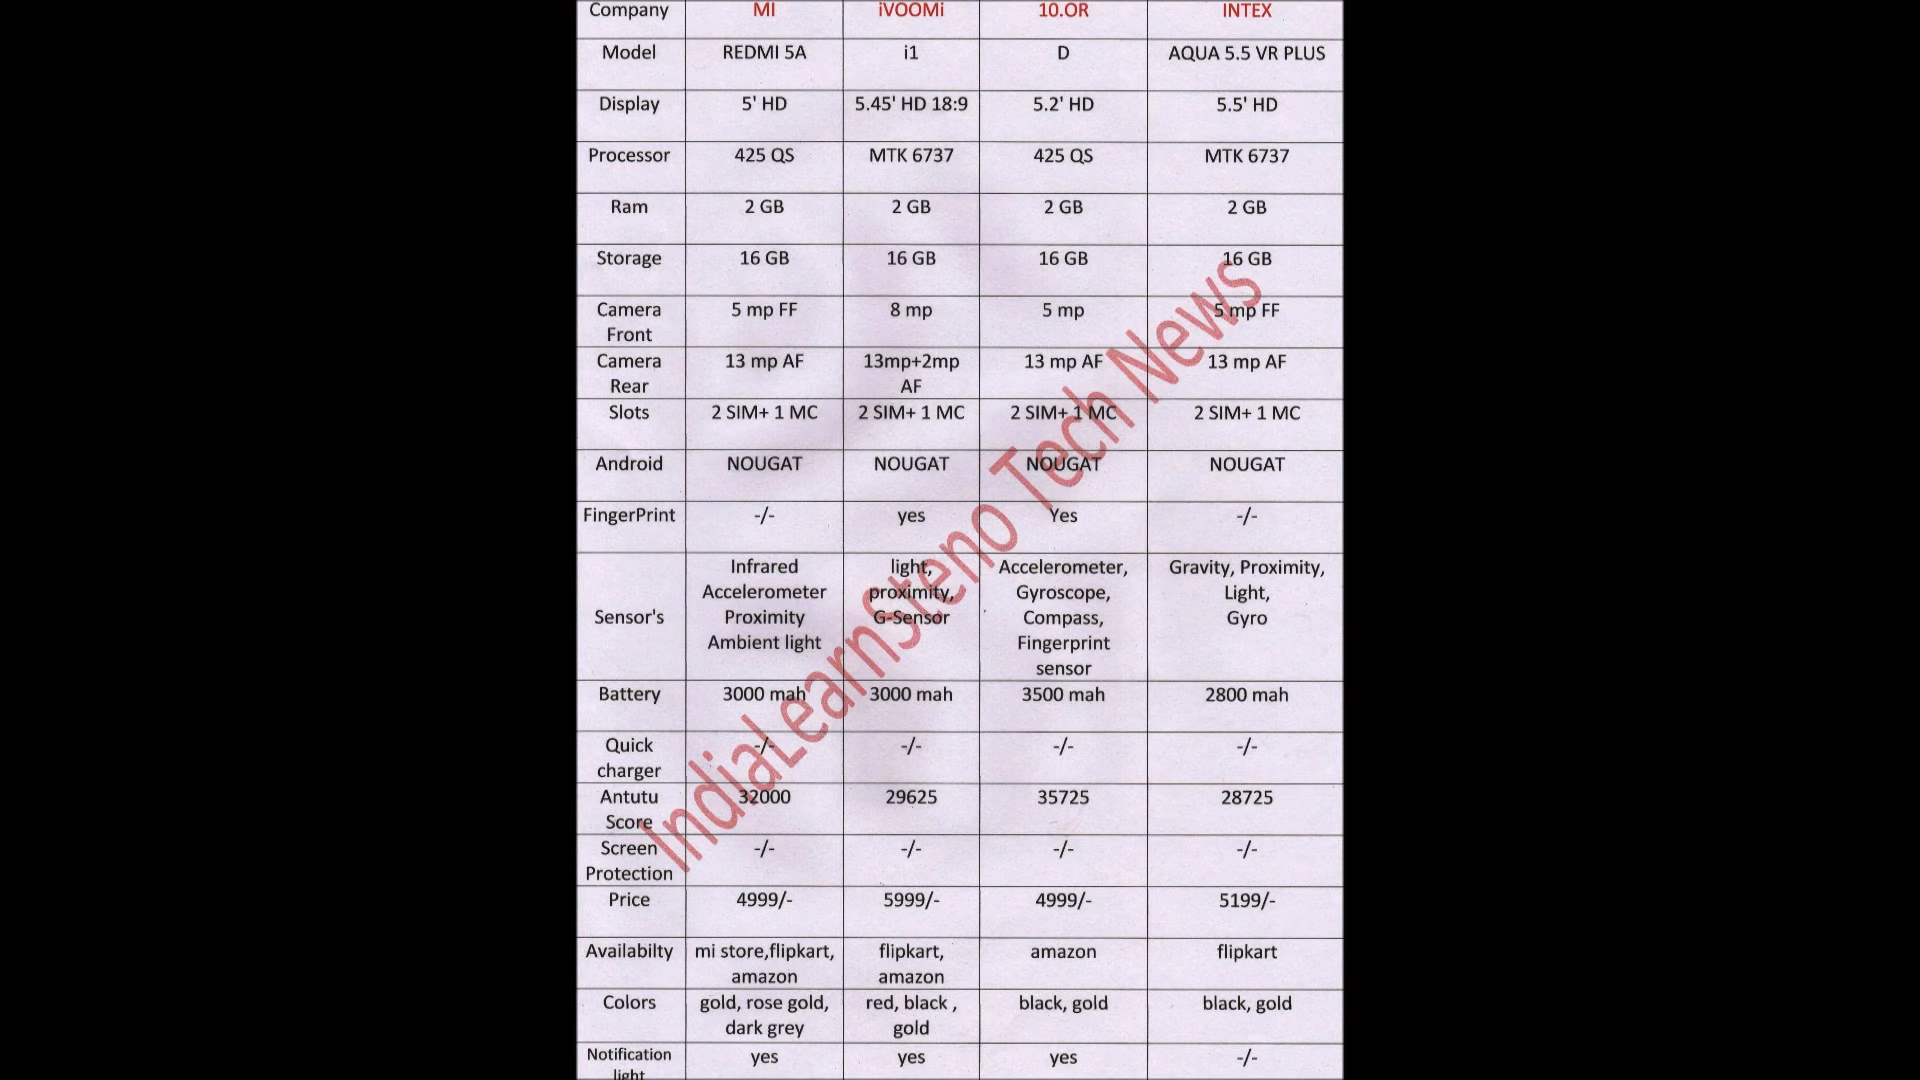 Company MI iVOOMi 10.OR INTEX
Model REDMI 5A i1 D AQUA 5.5 VR PLUS
Display 5' HD 5.45' HD 18:9 5.2' HD 5.5' HD
Processor 425 QS MTK 6737 425 QS MTK 6737
Ram 2 GB 2 GB 2 GB 2 GB
Storage 16 GB 16 GB 16 GB 16 GB
Camera 5 mp FF 8 mp 5 mp 5 mp FF
Front
Camera 13 mp AF 13mp+2mp 13 mp AF 13 mp AF
Rear AF
Slots 2 SIM+ 1 MC 2 SIM+ 1 MC 2 SIM+ 1 MC 2 SIM+ 1 MC
Android NOUGAT NOUGAT NOUGAT NOUGAT
FingerPrint -/- yes Yes -/-
Infrared light, Accelerometer, Gravity, Proximity,
Accelerometer proximity, Gyroscope, Light,
Sensor's Proximity G-Sensor Compass, Gyro
Ambient light Fingerprint
sensor
Battery 3000 mah 3000 mah 3500 mah 2800 mah
Quick -/- -/- -/- -/-
charger
Antutu 32000 29625 35725 28725
Score
Screen -/- -/- -/- -/-
Protection
Price 4999/- 5999/- 4999/- 5199/-
Availabilty mi store,flipkart, flipkart, amazon flipkart
amazon amazon
Colors gold, rose gold, red, black , black, gold black, gold
dark grey gold
Notification yes yes yes -/-
light
IndiaLearnSteno Tech News